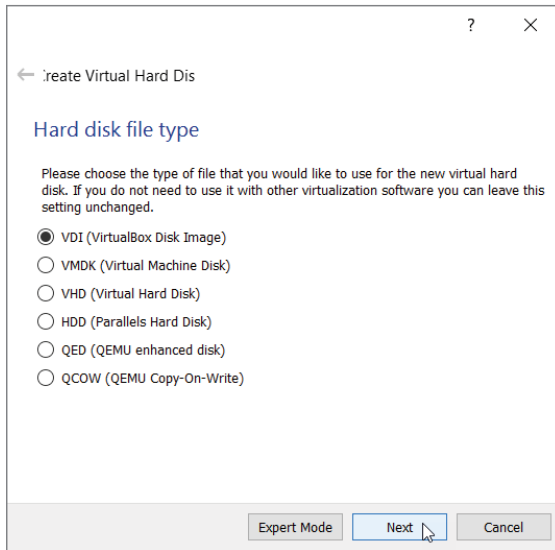 ?
:reate Virtual Hard Dis
Hard disk file type
Please choose the type of file that you would like to use for the new virtual hard
disk. If you do not need to use it with other virtualization software you can leave this
setting unchanged.
VDI (VirtualBox Disk Image)
VMDK (Virtual Machine Disk)
VHD (Virtual Hard Disk)
HDD (Parallels Hard Disk)
QED (QEMU enhanced disk)
QCOW (QEMU Copy-On-Write)
Expert Mode Next Cancel